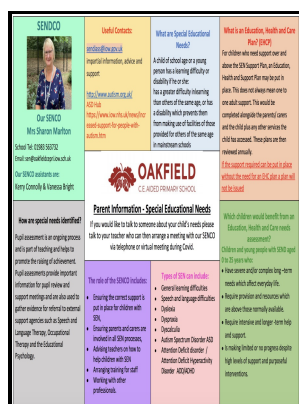 SENDCO
Our SENCO
Mrs Sharon Marlton
School Tel: 01983 563732
Our SENCO assistants are:
Kerry Connolly & Vanessa Bright
Useful Contacts:
sendiass@iow.gov.uk
impartial information, advice and
support
http://www.autism.org.uk/
ASD Hub
What are Special Educational
Needs?
A child of school age or a young
person has a learning difficulty or
disability if he or she:
has a greater difficulty in learning
than others of the same age, or has
a disability which prevents them
from making use of facilities of those
provided for others of the same age
in mainstream schools
What is an Education, Health and Care
Plan? (EHCP)
For children who need support over and
above the SEN Support Plan, an Education,
Health and Support Plan may be put in
place. This does not always mean one to
one adult support. This will be
completed alongside the parents/ carers
and the child plus any other services the
child has accessed. These plans are then
reviewed annually.
If the support required can be put in place
without the need for an EHC plan a plan will
not be issued
OAKFIELD
C.E. AIDED PRIMARY SCHOOL
Parent Information - Special Educational Needs
If you would like to talk to someone about your child's needs please
talk to your teacher who can then arrange a meeting with our SENCO
via telephone or virtual meeting during Covid.
How are special needs identified?
Pupil assessment is an ongoing process
and is part of teaching and helps to
promote the raising of achievement.
Pupil assessments provide important
information for pupil review and
support meetings and are also used to
gather evidence for referral to external
support agencies such as Speech and
Language Therapy, Occupational
Therapy and the Educational
Psychology.
The role of the SENCO includes:
Ensuring the correct support is
put in place for children with
SEN,
Ensuring parents and carers are
involved in all SEN processes,
Advising teachers on how to
help children with SEN
Arranging training for staff
Working with other
professionals.
Types of SEN can include:
General learning difficulties
Speech and language difficulties
Dyslexia
Dyspraxia
Dyscalculia
Autism Spectrum Disorder ASD
Attention Deficit disorder /
Attention Deficit Hyperactivity
Disorder ADD/ADHD
Which children would benefit from an
Education, Health and Care needs
assessment?
Children and young people with SEND aged
0 to 25 years who:
Have severe and/or complex long-term
needs which affect everyday life.
Require provision and resources which
are above those normally available.
Require intensive and longer-term help
and support.
Is making limited or no progress despite
high levels of support and purposeful
interventions.